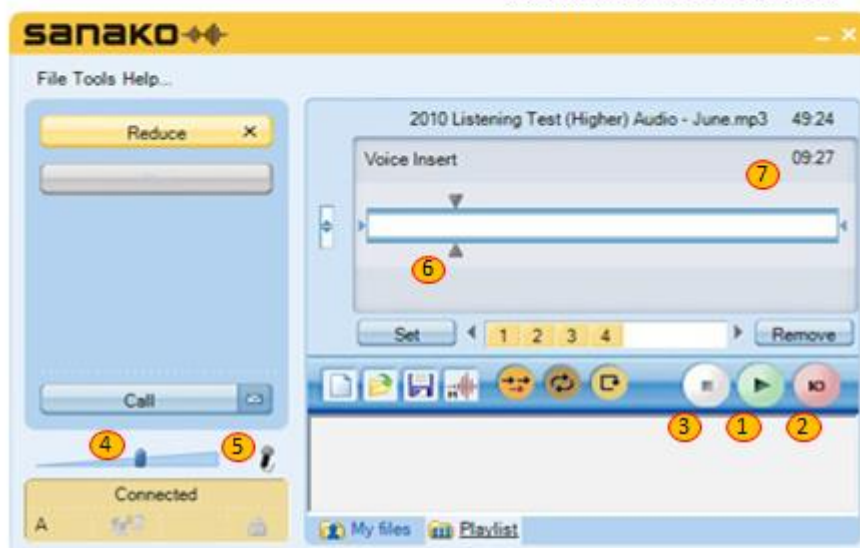 sanako
File Tools Help...
Reduce
2010 Listening Test (Higher) Audio - June.mp3 49:24
Voice Insert 09:27
7
6
Set 1 2 3 4 Remove
Call
3 1 2
4 5
Connected
A
My files Playlist